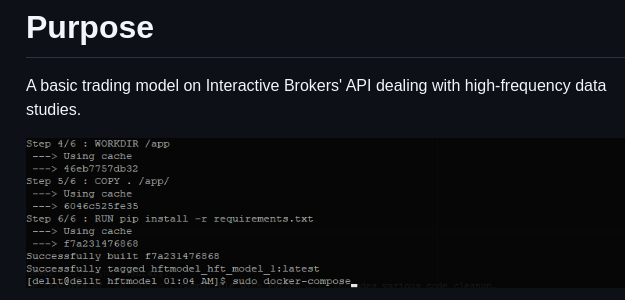 Purpose
A basic trading model on Interactive Brokers' API dealing with high-frequency data
studies.
Step 4/6 : WORKDIR /app
---> Using cache
---> 46eb7757db32
Step 5/6 : COPY . /app/
---> Using cache
---> 6046c525fe35
Step 6/6 : RUN pip install -r requirements.txt
---> Using cache
---> f7a231476868
Successfully built f7a231476868
Successfully tagged hftmodel_hft_model_1:latest
[dellt@dellt hftmodel 01:04 AM]$ sudo docker-compose